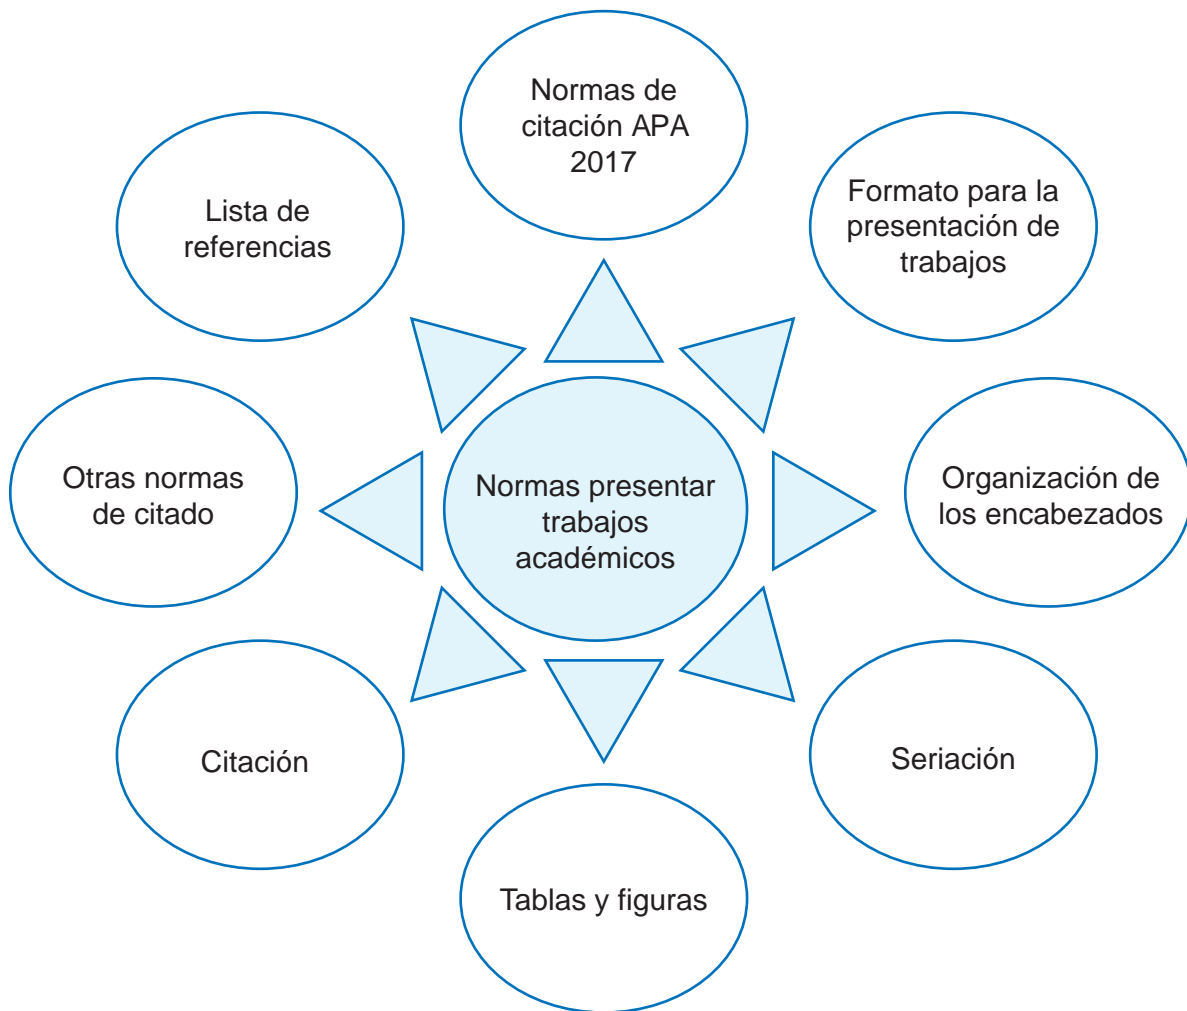 Normas de
citación APA
2017
Formato para la
presentación de
trabajos
Organización de
los encabezados
Seriación
Tablas y figuras
Citación
Otras normas
de citado
Lista de
referencias
Normas presentar
trabajos
académicos